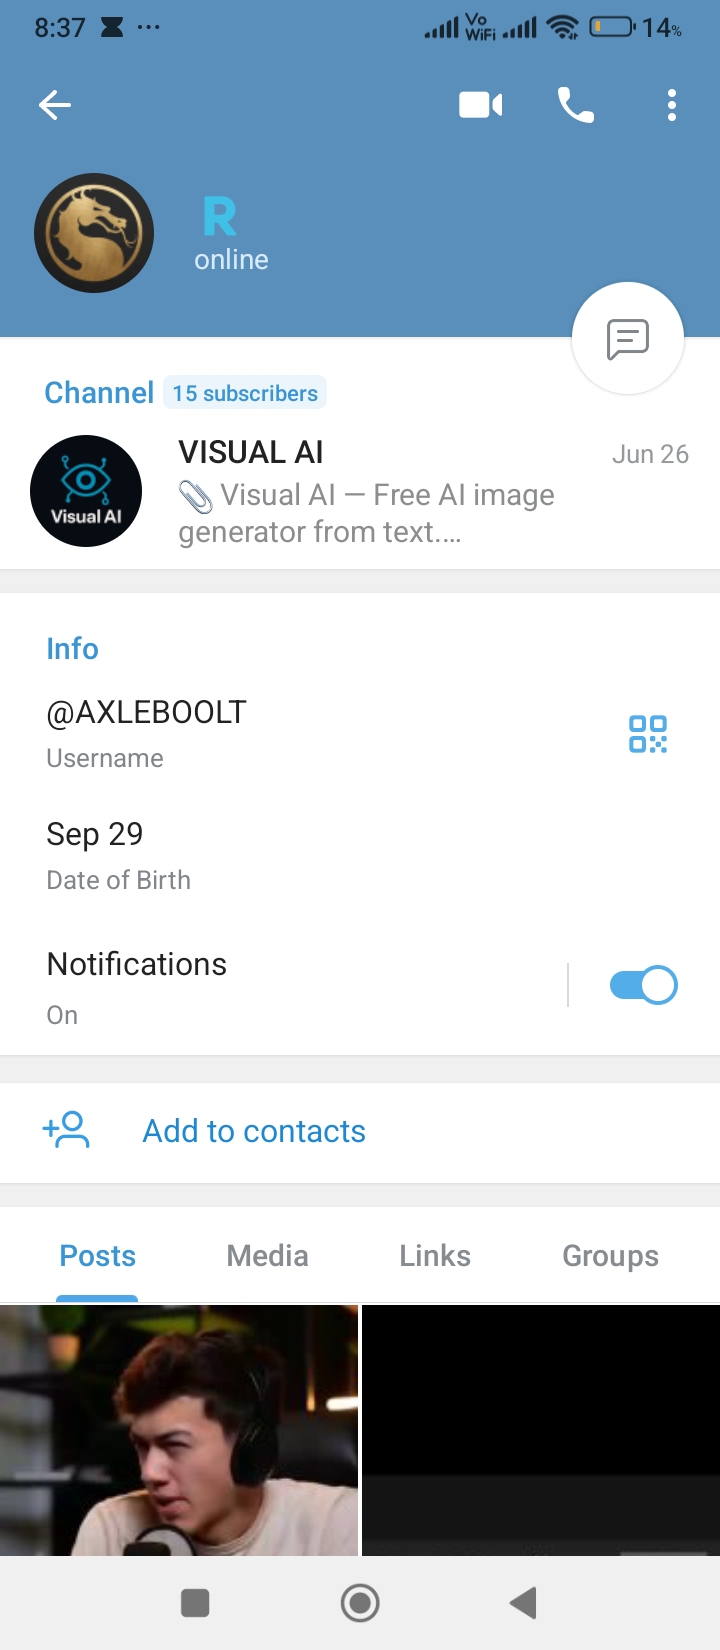 8:37
Vo
WiFi
14%
R
online
Channel 15 subscribers
VISUAL AI
Jun 26
Visual AI
Visual AI — Free AI image
generator from text....
Info
@AXLEBOOLT
Username
Sep 29
Date of Birth
Notifications
On
Add to contacts
Posts Media Links Groups